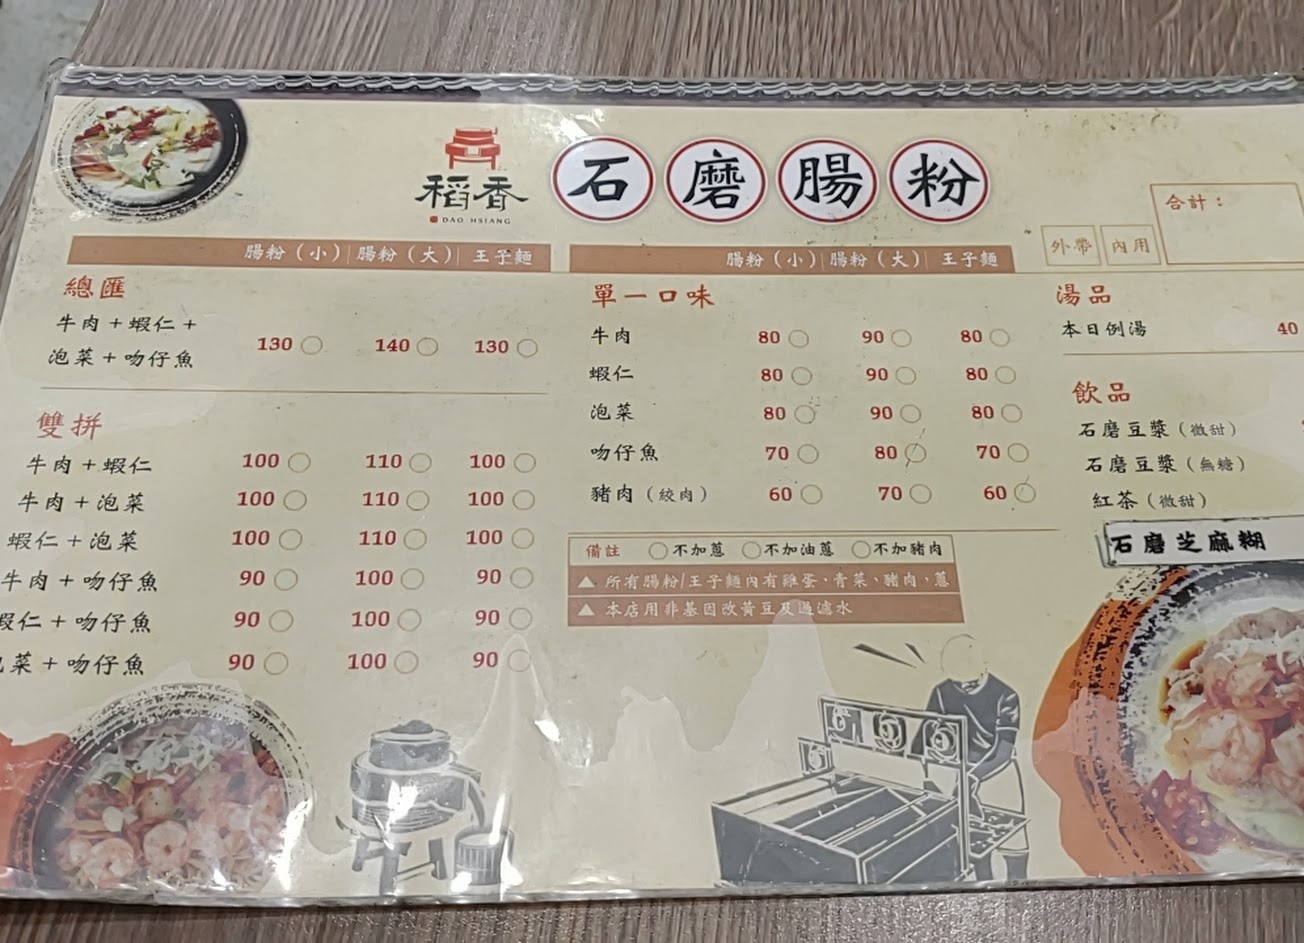 稻香
DAO HSIANG
石磨腸粉
合計：
外帶 內用
腸粉（小） 腸粉（大） 王子麵
總匯
牛肉＋蝦仁＋
泡菜＋吻仔魚 130 140 130
雙拼
牛肉＋蝦仁 100 110 100
牛肉＋泡菜 100 110 100
蝦仁＋泡菜 100 110 100
牛肉＋吻仔魚 90 100 90
蝦仁＋吻仔魚 90 100 90
菜＋吻仔魚 90 100 90
腸粉（小） 腸粉（大） 王子麵
單一口味
牛肉 80 90 80
蝦仁 80 90 80
泡菜 80 90 80
吻仔魚 70 80 70
豬肉（絞肉） 60 70 60
備註 不加蔥 不加油蔥 不加豬肉
▲ 所有腸粉/王子麵內有雞蛋、青菜、豬肉、蔥
▲ 本店用非基因改黃豆及過濾水
湯品
本日例湯 40
飲品
石磨豆漿（微甜）
石磨豆漿（無糖）
紅茶（微甜）
石磨芝麻糊